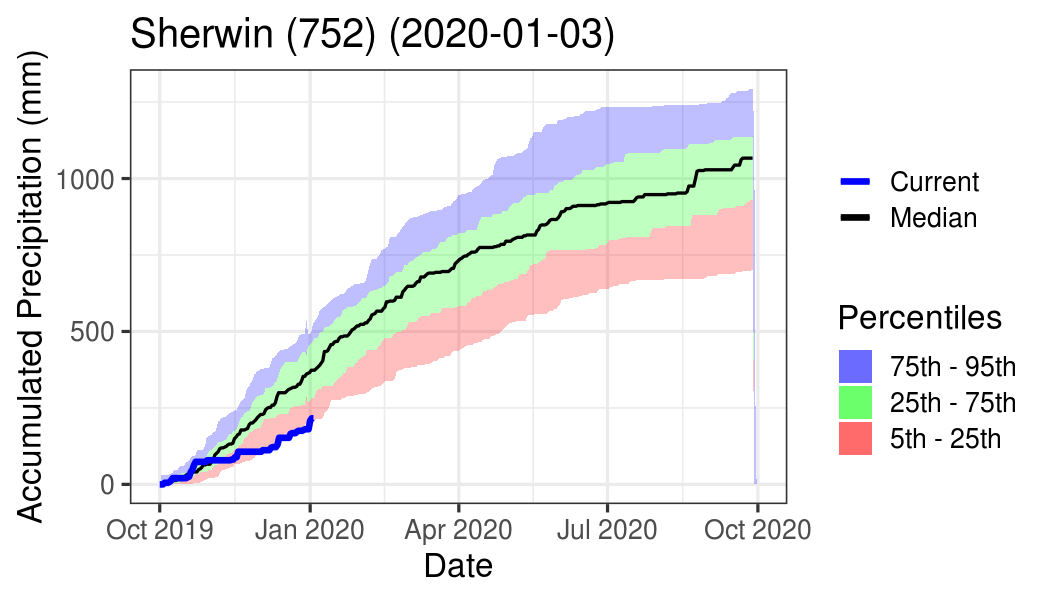 Sherwin (752) (2020-01-03)
Accumulated Precipitation (mm)
1000
500
0
Oct 2019 Jan 2020 Apr 2020 Jul 2020 Oct 2020
Date
Current
Median
Percentiles
75th - 95th
25th - 75th
5th - 25th